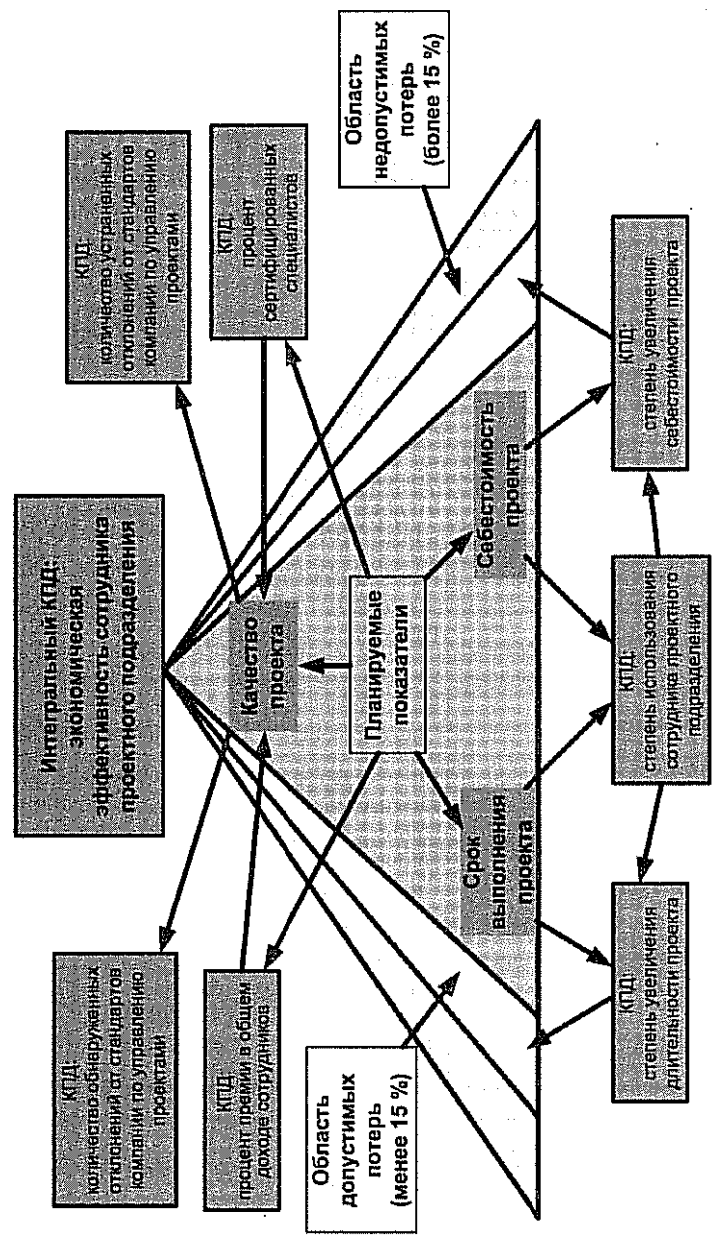 Интегральный КПД:
экономическая
эффективность сотрудника
проектного подразделения
КПД:
количество обнаруженных
отклонений от стандартов
компании по управлению
проектами
КПД:
количество устраненных
отклонений от стандартов
компании по управлению
проектами
КПД:
процент премии в общем
доходе сотрудников
Качество
проекта
КПД:
процент
сертифицированных
специалистов
Область
допустимых
потерь
(менее 15 %)
Планируемые
показатели
Область
недопустимых
потерь
(более 15 %)
Срок
выполнения
проекта
Себестоимость
проекта
КПД:
степень увеличения
длительности проекта
КПД:
степень использования
сотрудника проектного
подразделения
КПД:
степень увеличения
себестоимости проекта